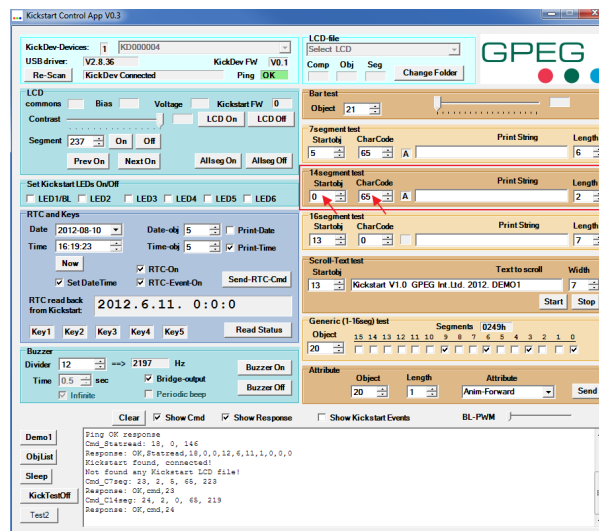 Kickstart Control App V0.3
KickDev-Devices: 1 KD000004
USB driver: V2.8.36 KickDev FW V0.1
Re-Scan KickDev Connected Ping OK
LCD-file
Select LCD
Comp Obj Seg
Change Folder
GPEG
LCD
commons Bias Voltage Kickstart FW 0
Contrast LCD On LCD Off
Segment 237 On Off
Prev On Next On Allseg On Allseg Off
Bar test
Object 21
7segment test
Startobj CharCode Print String Length
5 65 A 6
14segment test
Startobj CharCode Print String Length
0 65 A 2
16segment test
Startobj CharCode Print String Length
13 0 7
Set Kickstart LEDs On/Off
LED1/BL LED2 LED3 LED4 LED5 LED6
RTC and Keys
Date 2012-08-10 Date-obj 5 Print-Date
Time 16:19:23 Time-obj 5 Print-Time
Now RTC-On
Set DateTime RTC-Event-On Send-RTC-Cmd
RTC read back
from Kickstart: 2012.6.11. 0:0:0
Key1 Key2 Key3 Key4 Key5 Read Status
Scroll-Text test
Startobj Text to scroll Width
13 Kickstart V1.0 GPEG Int.Ltd. 2012. DEMO1 7
Start Stop
Generic (1-16seg) test
Object Segments 0249h
20 15 14 13 12 11 10 9 8 7 6 5 4 3 2 1 0
Attribute
Object Length Attribute
20 1 Anim-Forward Send
Buzzer
Divider 12 ==> 2197 Hz Buzzer On
Time 0.5 sec Bridge-output Buzzer Off
Infinite Periodic beep
Clear Show Cmd Show Response Show Kickstart Events BL-PWM
Demo1
ObjList
Sleep
KickTestOff
Test2
Ping OK response
Cmd_Statread: 18, 0, 146
Response: OK,Statread,18,0,0,12,6,11,1,0,0,0
Kickstart found, connected!
Not found any Kickstart LCD file!
Cmd_C7seg: 23, 2, 5, 65, 223
Response: OK,cmd,23
Cmd_C14seg: 24, 2, 0, 65, 219
Response: OK,cmd,24